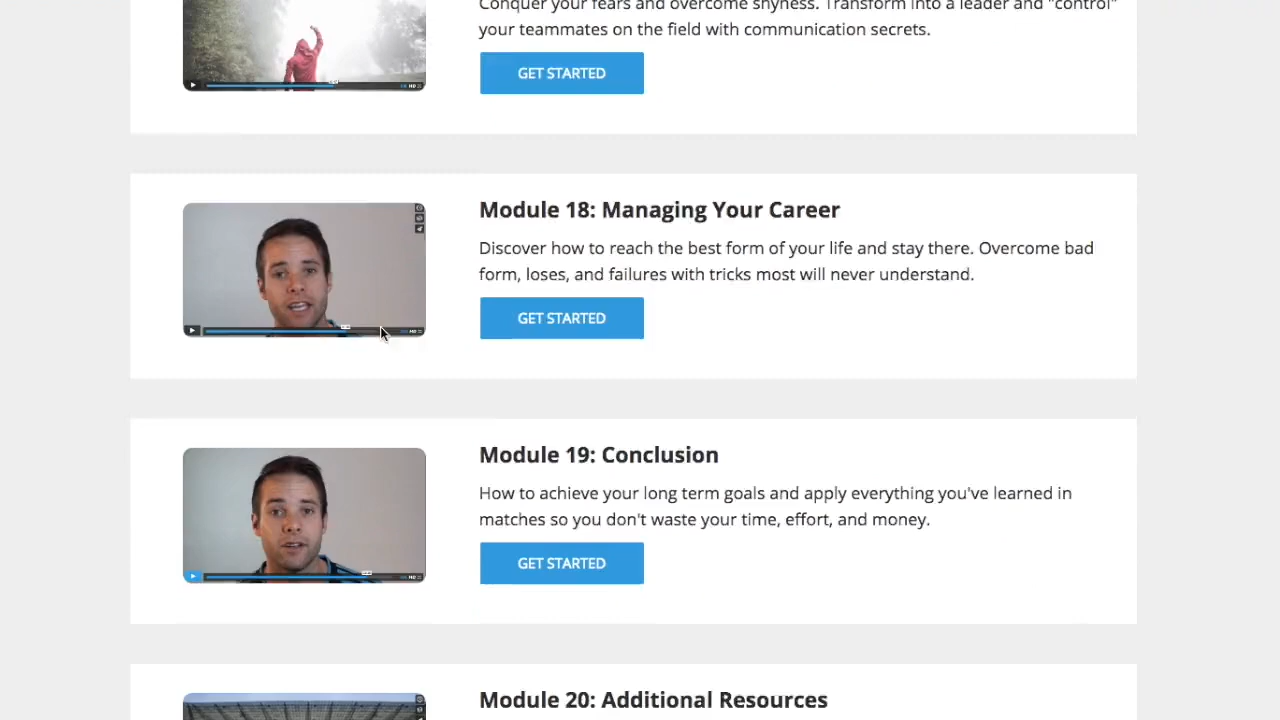 Conquer your fears and overcome shyness. Transform into a leader and "control"
your teammates on the field with communication secrets.
GET STARTED
Module 18: Managing Your Career
Discover how to reach the best form of your life and stay there. Overcome bad
form, loses, and failures with tricks most will never understand.
GET STARTED
Module 19: Conclusion
How to achieve your long term goals and apply everything you've learned in
matches so you don't waste your time, effort, and money.
GET STARTED
Module 20: Additional Resources